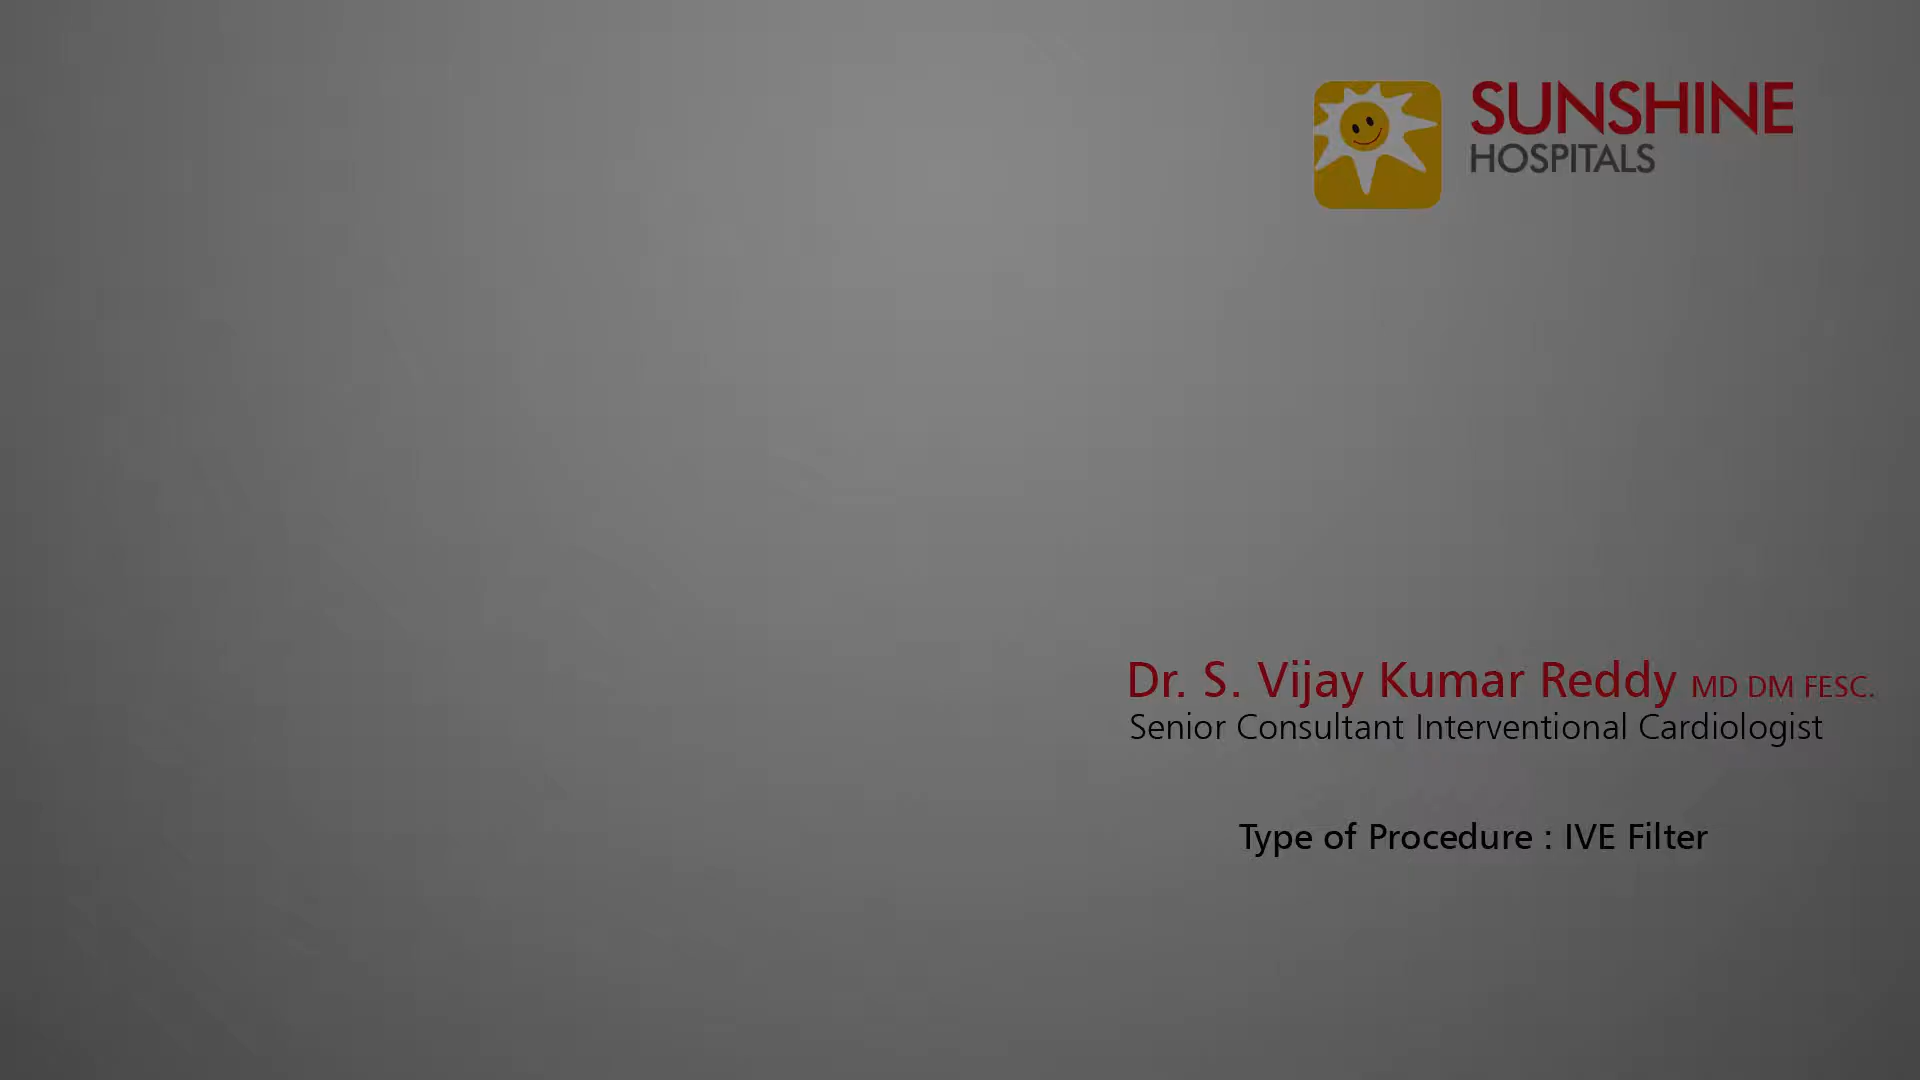 SUNSHINE
HOSPITALS
Dr. S. Vijay Kumar Reddy MD DM FESC.
Senior Consultant Interventional Cardiologist
Type of Procedure : IVE Filter